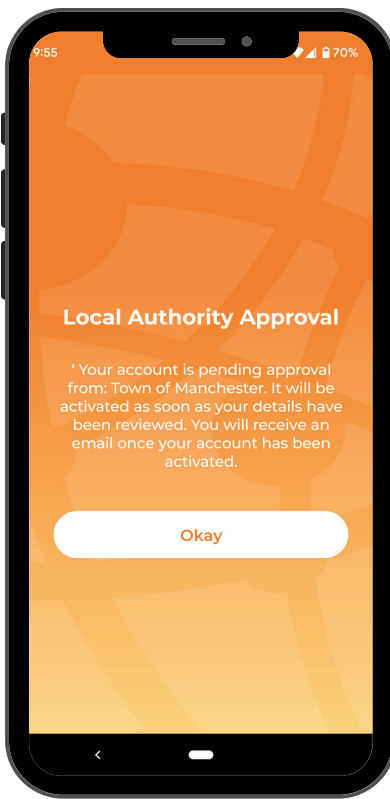 9:55
70%
Local Authority Approval
‘ Your account is pending approval
from: Town of Manchester. It will be
activated as soon as your details have
been reviewed. You will receive an
email once your account has been
activated.
Okay